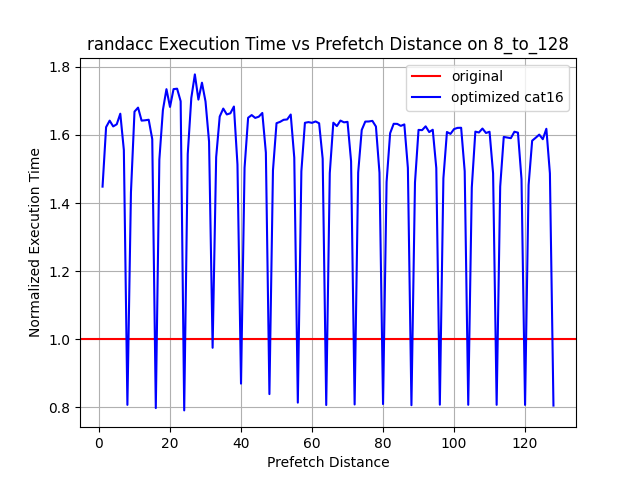 randacc Execution Time vs Prefetch Distance on 8_to_128
original
optimized cat16
Normalized Execution Time
1.8
1.6
1.4
1.2
1.0
0.8
0 20 40 60 80 100 120
Prefetch Distance